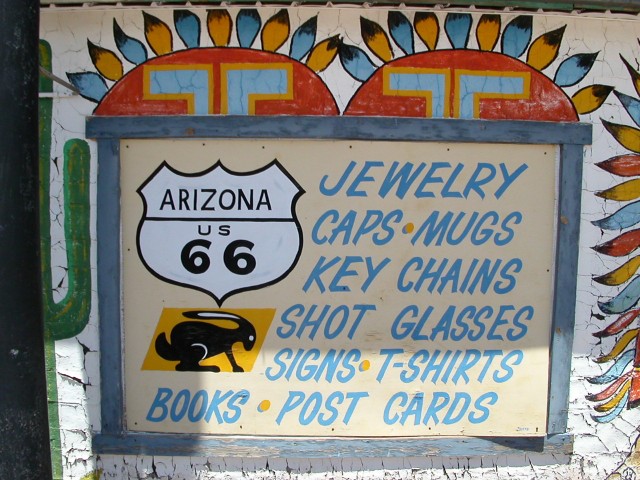 ARIZONA
US
66
JEWELRY
CAPS • MUGS
KEY CHAINS
SHOT GLASSES
SIGNS • T-SHIRTS
BOOKS • POST CARDS